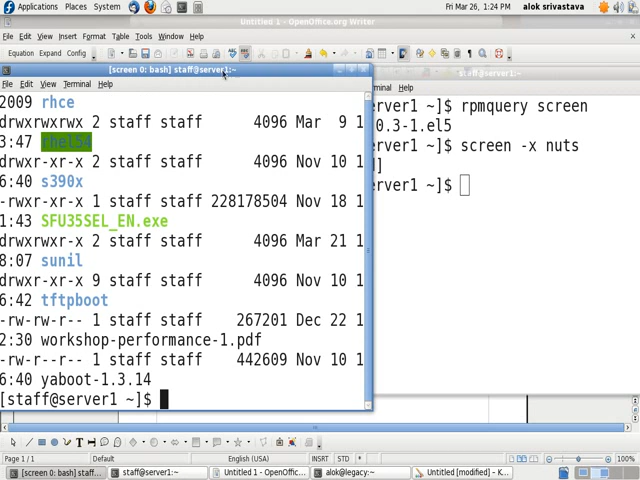 Applications Places System
Fri Mar 26, 1:24 PM alok srivastava
Untitled 1 - OpenOffice.org Writer
File Edit View Insert Format Table Tools Window Help
Equation Expand Config
[screen 0: bash] staff@server1:~
staff@server1:~
File Edit View Terminal Help
Terminal Help
2009 rhce
drwxrwxrwx 2 staff staff 4096 Mar 9 1
3:47 rhel54
drwxr-xr-x 2 staff staff 4096 Nov 10 1
6:40 s390x
-rwxr-xr-x 1 staff staff 228178504 Nov 18 1
1:43 SFU35SEL_EN.exe
drwxr-xr-x 2 staff staff 4096 Mar 21 1
8:07 sunil
drwxr-xr-x 9 staff staff 4096 Nov 10 1
6:42 tftpboot
-rw-rw-r-- 1 staff staff 267201 Dec 22 1
2:30 workshop-performance-1.pdf
-rw-r--r-- 1 staff staff 442609 Nov 10 1
6:40 yaboot-1.3.14
[staff@server1 ~]$
erver1 ~]$ rpmquery screen
0.3-1.el5
erver1 ~]$ screen -x nuts
d]
erver1 ~]$
Page 1 / 1 Default English (USA) INSRT STD * 100%
[screen 0: bash] staff... staff@server1:~ Untitled 1 - OpenOffic... alok@legacy:~ Untitled [modified] - K...